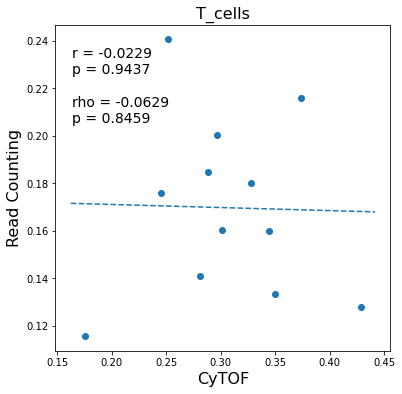 T_cells
r = -0.0229
p = 0.9437
rho = -0.0629
p = 0.8459
Read Counting
0.24
0.22
0.20
0.18
0.16
0.14
0.12
0.15 0.20 0.25 0.30 0.35 0.40 0.45
CyTOF